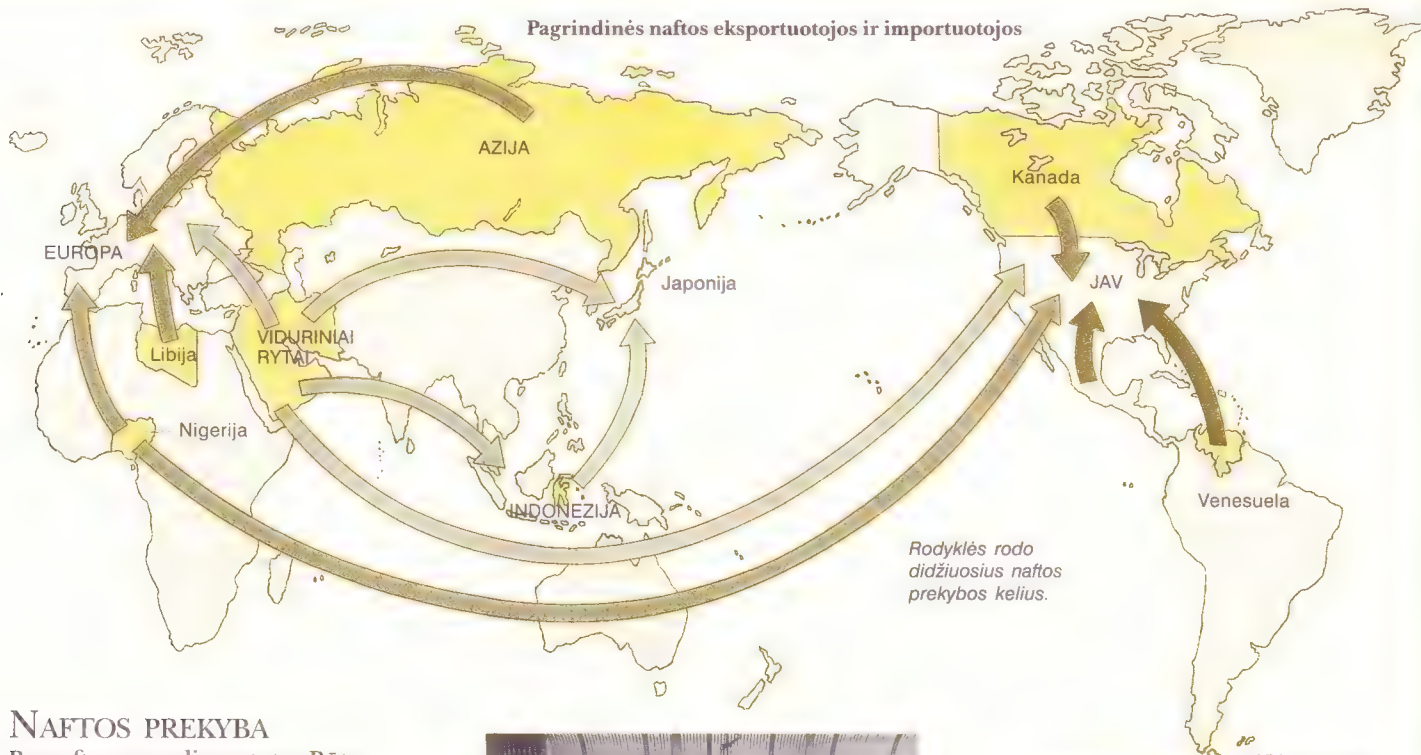 Pagrindinės naftos eksportuotojos ir importuotojos
AZIJA
Kanada
EUROPA
JAV
Japonija
Libija
VIDURINIAI
RYTAI
Nigerija
INDONEZIJA
Venesuela
Rodyklės rodo
didžiuosius naftos
prekybos kelius.
NAFTOS PREKYBA